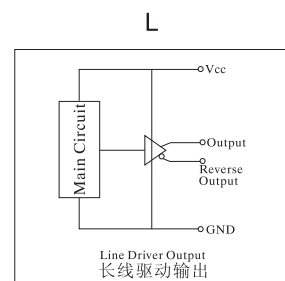 L
Vcc
Main Circuit
Output
Reverse
Output
GND
Line Driver Output
长线驱动输出